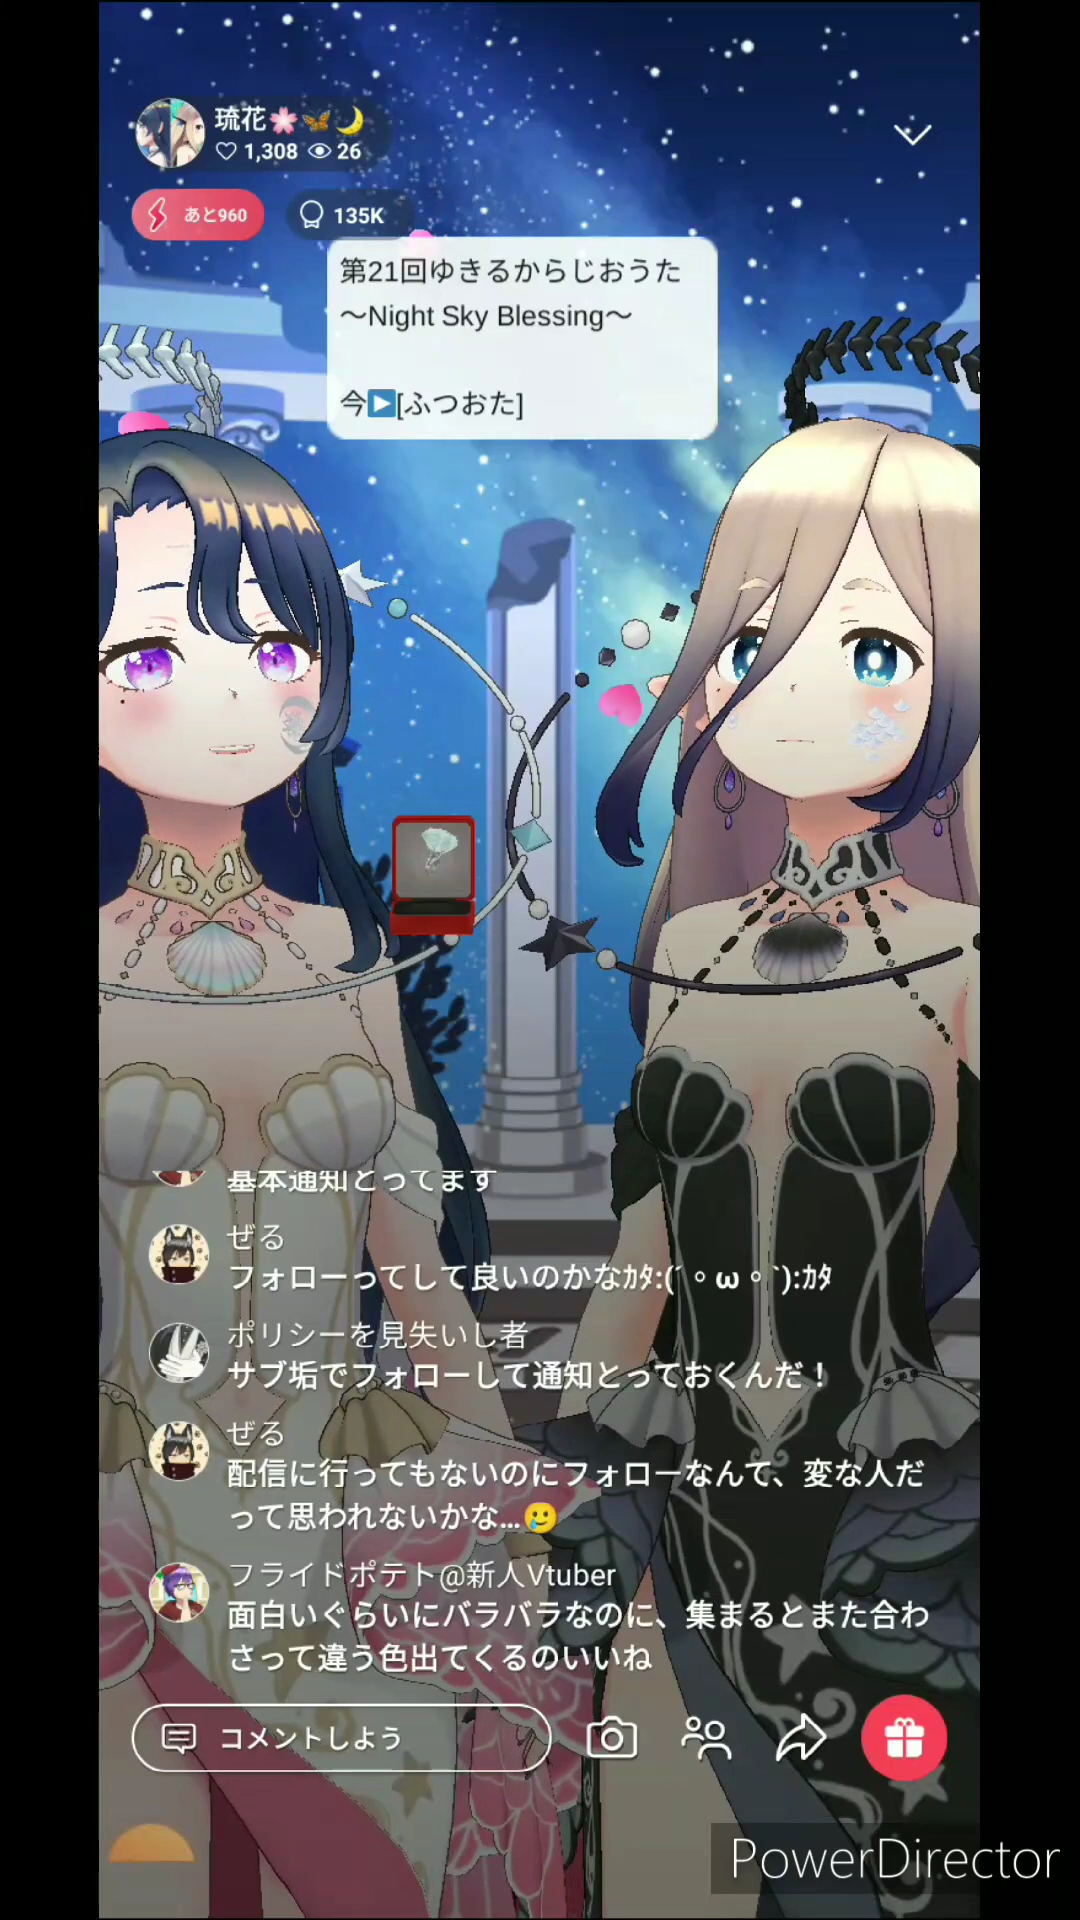 琉花🌸🦋🌙
1,308 26
あと960 135K
第21回ゆきるからじおうた
〜Night Sky Blessing〜
今▶[ふつおた]
基本通知とってます
ぜる
フォローってして良いのかなｶﾀ:(´∘ω∘`):ｶﾀ
ポリシーを見失いし者
サブ垢でフォローして通知とっておくんだ！
ぜる
配信に行ってもないのにフォローなんて、変な人だ
って思われないかな...🥲
フライドポテト@新人Vtuber
面白いぐらいにバラバラなのに、集まるとまた合わ
さって違う色出てくるのいいね
コメントしよう
PowerDirector